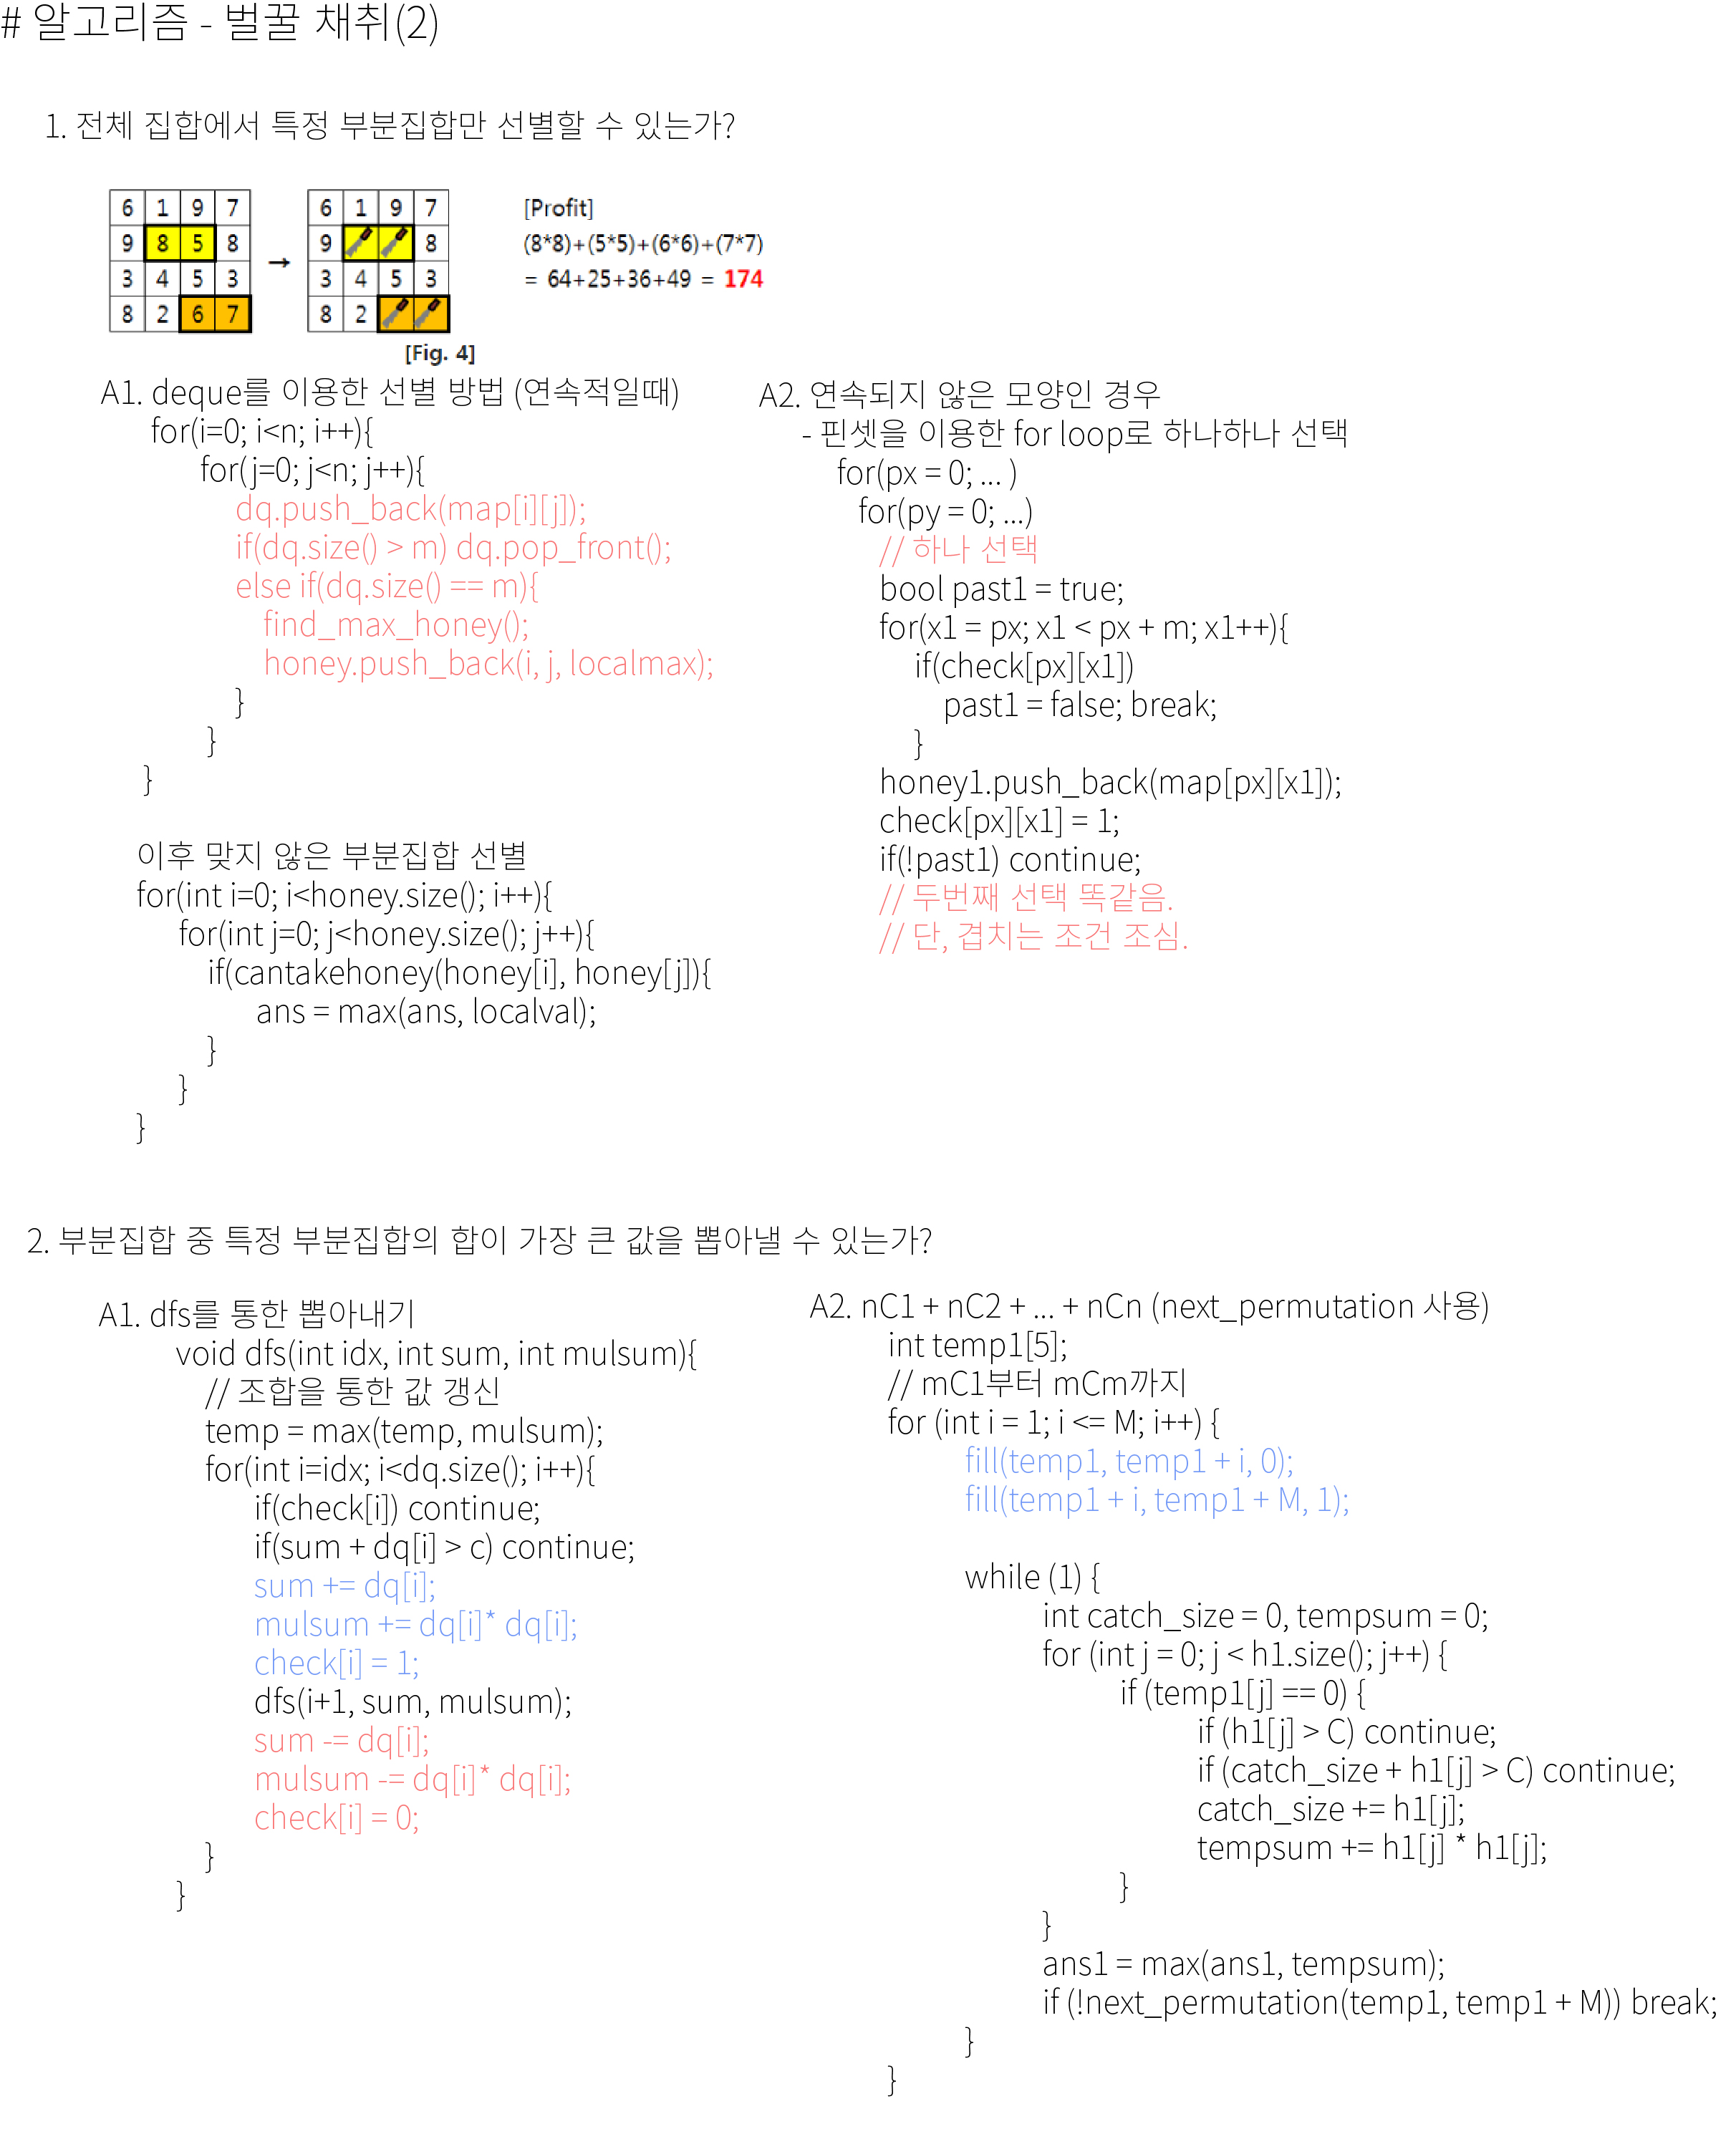 # 알고리즘 - 벌꿀 채취(2)
1. 전체 집합에서 특정 부분집합만 선별할 수 있는가?
6 1 9 7
9 8 5 8
3 4 5 3
8 2 6 7
→
6 1 9 7
9 8
3 4 5 3
8 2
[Profit]
(8*8)+(5*5)+(6*6)+(7*7)
= 64+25+36+49 = 174
[Fig. 4]
A1. deque를 이용한 선별 방법 (연속적일때)
for(i=0; i<n; i++){
for(j=0; j<n; j++){
dq.push_back(map[i][j]);
if(dq.size() > m) dq.pop_front();
else if(dq.size() == m){
find_max_honey();
honey.push_back(i, j, localmax);
}
}
}
이후 맞지 않은 부분집합 선별
for(int i=0; i<honey.size(); i++){
for(int j=0; j<honey.size(); j++){
if(cantakehoney(honey[i], honey[j]){
ans = max(ans, localval);
}
}
}
A2. 연속되지 않은 모양인 경우
- 핀셋을 이용한 for loop로 하나하나 선택
for(px = 0; ... )
for(py = 0; ...)
// 하나 선택
bool past1 = true;
for(x1 = px; x1 < px + m; x1++){
if(check[px][x1])
past1 = false; break;
}
honey1.push_back(map[px][x1]);
check[px][x1] = 1;
if(!past1) continue;
// 두번째 선택 똑같음.
// 단, 겹치는 조건 조심.
2. 부분집합 중 특정 부분집합의 합이 가장 큰 값을 뽑아낼 수 있는가?
A1. dfs를 통한 뽑아내기
void dfs(int idx, int sum, int mulsum){
// 조합을 통한 값 갱신
temp = max(temp, mulsum);
for(int i=idx; i<dq.size(); i++){
if(check[i]) continue;
if(sum + dq[i] > c) continue;
sum += dq[i];
mulsum += dq[i]* dq[i];
check[i] = 1;
dfs(i+1, sum, mulsum);
sum -= dq[i];
mulsum -= dq[i]* dq[i];
check[i] = 0;
}
}
A2. nC1 + nC2 + ... + nCn (next_permutation 사용)
int temp1[5];
// mC1부터 mCm까지
for (int i = 1; i <= M; i++) {
fill(temp1, temp1 + i, 0);
fill(temp1 + i, temp1 + M, 1);
while (1) {
int catch_size = 0, tempsum = 0;
for (int j = 0; j < h1.size(); j++) {
if (temp1[j] == 0) {
if (h1[j] > C) continue;
if (catch_size + h1[j] > C) continue;
catch_size += h1[j];
tempsum += h1[j] * h1[j];
}
}
ans1 = max(ans1, tempsum);
if (!next_permutation(temp1, temp1 + M)) break;
}
}